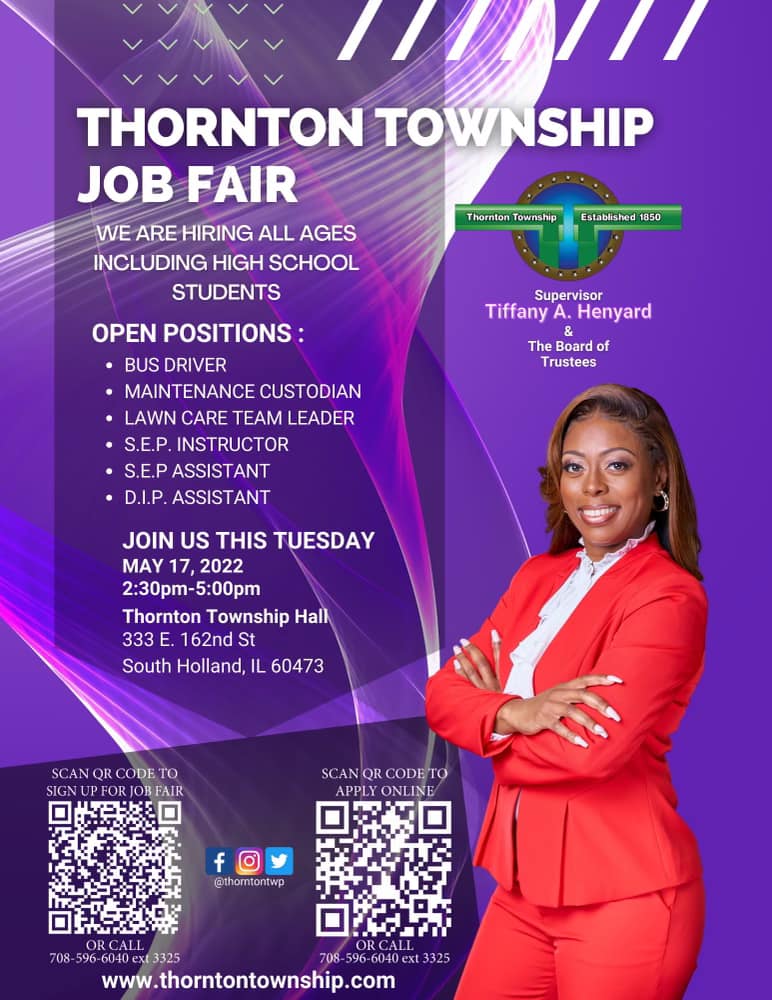 THORNTON TOWNSHIP
JOB FAIR
WE ARE HIRING ALL AGES
INCLUDING HIGH SCHOOL
STUDENTS
Thornton Township Established 1850
Supervisor
Tiffany A. Henyard
&
The Board of
Trustees
OPEN POSITIONS :
• BUS DRIVER
• MAINTENANCE CUSTODIAN
• LAWN CARE TEAM LEADER
• S.E.P. INSTRUCTOR
• S.E.P ASSISTANT
• D.I.P. ASSISTANT
JOIN US THIS TUESDAY
MAY 17, 2022
2:30pm-5:00pm
Thornton Township Hall
333 E. 162nd St
South Holland, IL 60473
SCAN QR CODE TO
SIGN UP FOR JOB FAIR
OR CALL
708-596-6040 ext 3325
@thorntontwp
SCAN QR CODE TO
APPLY ONLINE
OR CALL
708-596-6040 ext 3325
www.thorntontownship.com